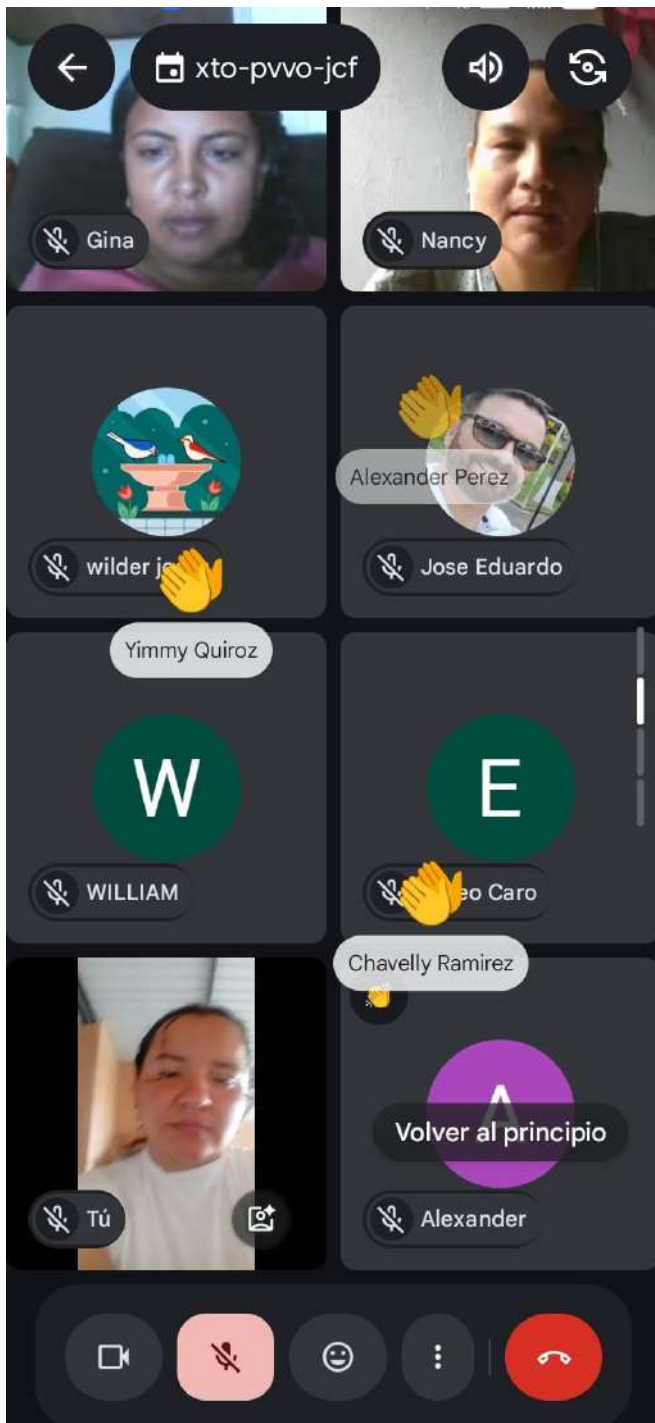 xto-pvvo-jcf
Gina
Nancy
Alexander Perez
wilder
Jose Eduardo
Yimmy Quiroz
W
E
WILLIAM
eo Caro
Chavelly Ramirez
A
Volver al principio
Tú
Alexander